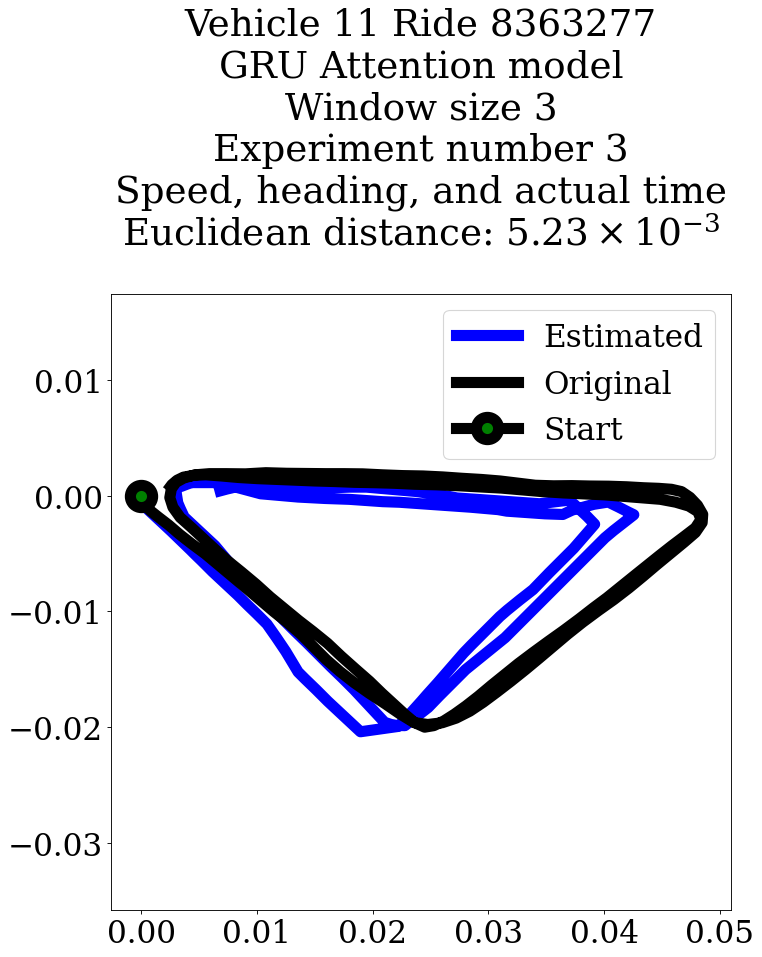 Vehicle 11 Ride 8363277
GRU Attention model
Window size 3
Experiment number 3
Speed, heading, and actual time
Euclidean distance: 5.23 × 10⁻³
Estimated
Original
Start
0.01
0.00
−0.01
−0.02
−0.03
0.00 0.01 0.02 0.03 0.04 0.05